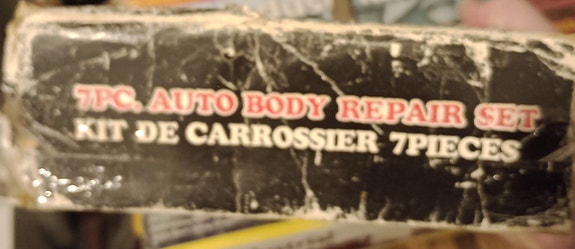 7PC. AUTO BODY REPAIR SET
KIT DE CARROSSIER 7PIECES